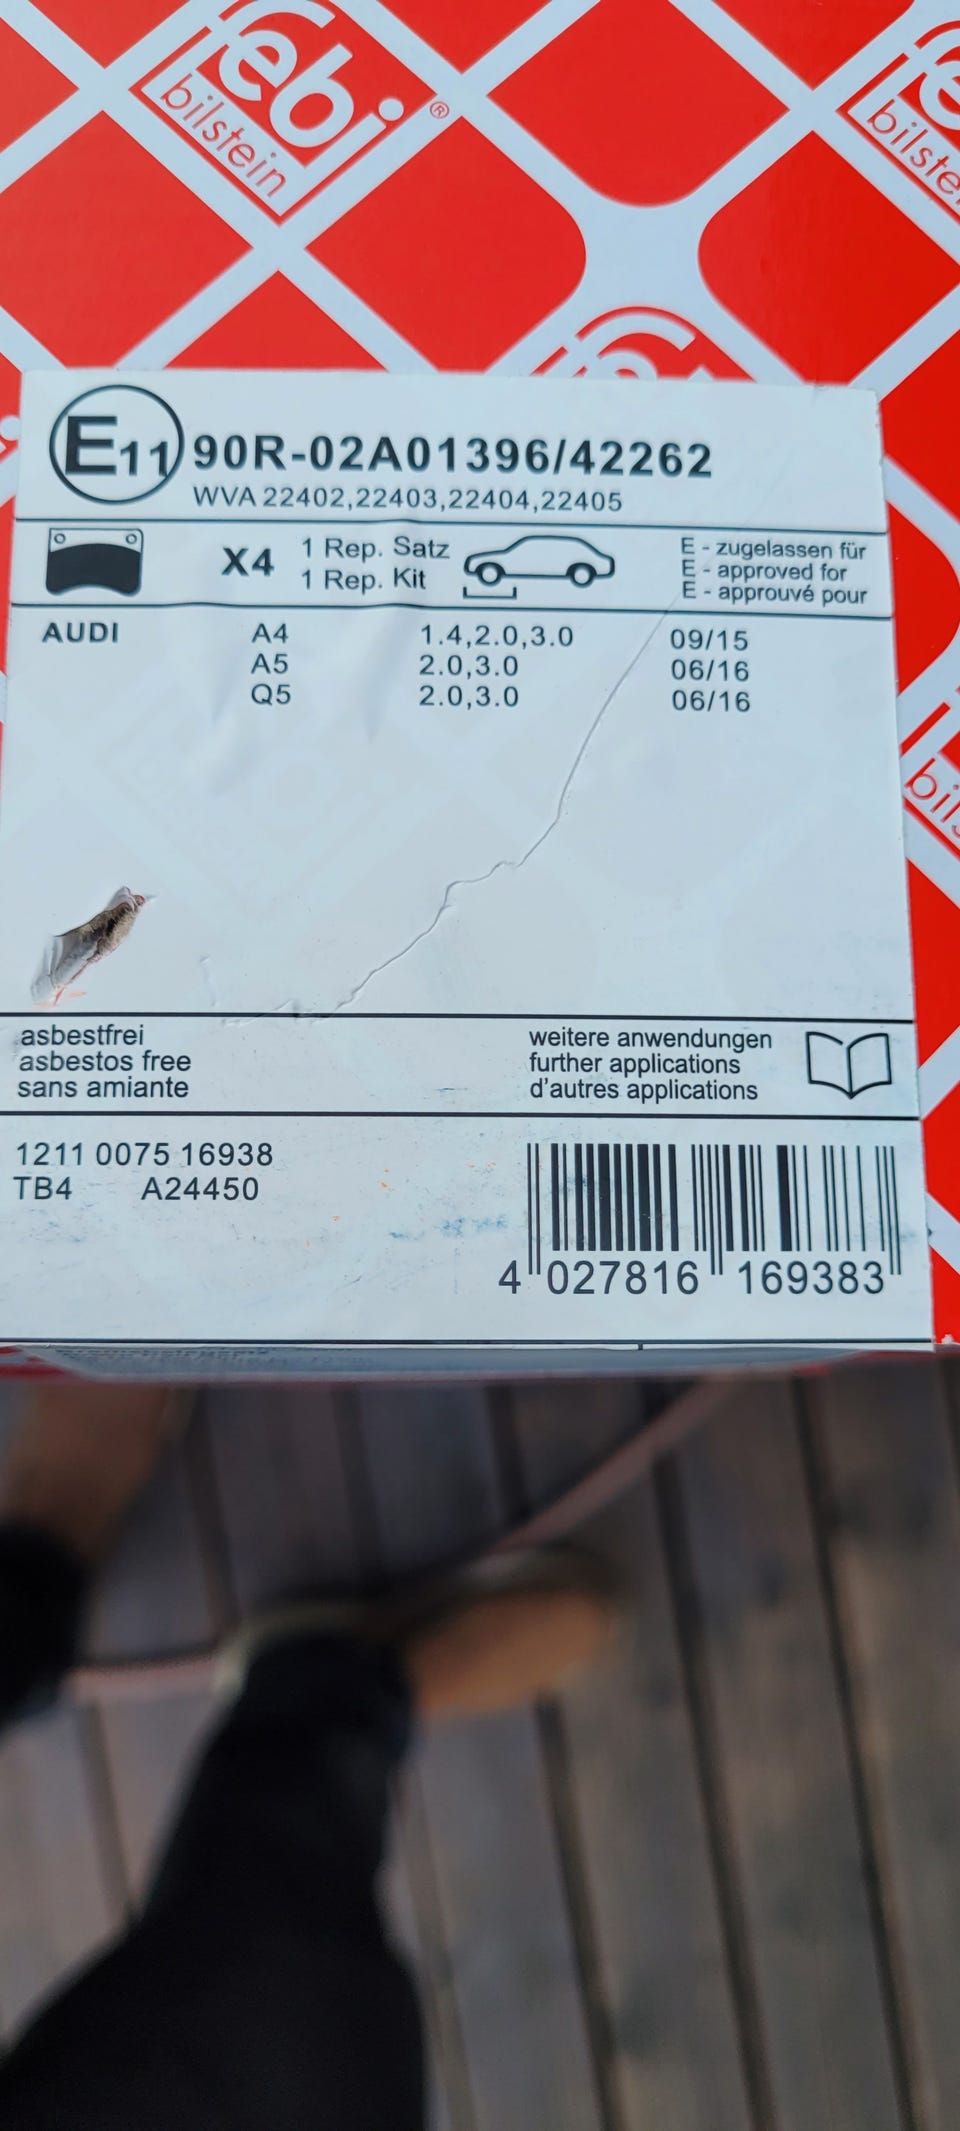 febi®
bilstein
bilste
E11 90R-02A01396/42262
WVA 22402,22403,22404,22405
X4
1 Rep. Satz
1 Rep. Kit
E - zugelassen für
E - approved for
E - approuvé pour
AUDI A4 1.4,2.0,3.0 09/15
A5 2.0,3.0 06/16
Q5 2.0,3.0 06/16
bils
asbestfrei
asbestos free
sans amiante
weitere anwendungen
further applications
d'autres applications
1211 0075 16938
TB4 A24450
4 027816 169383